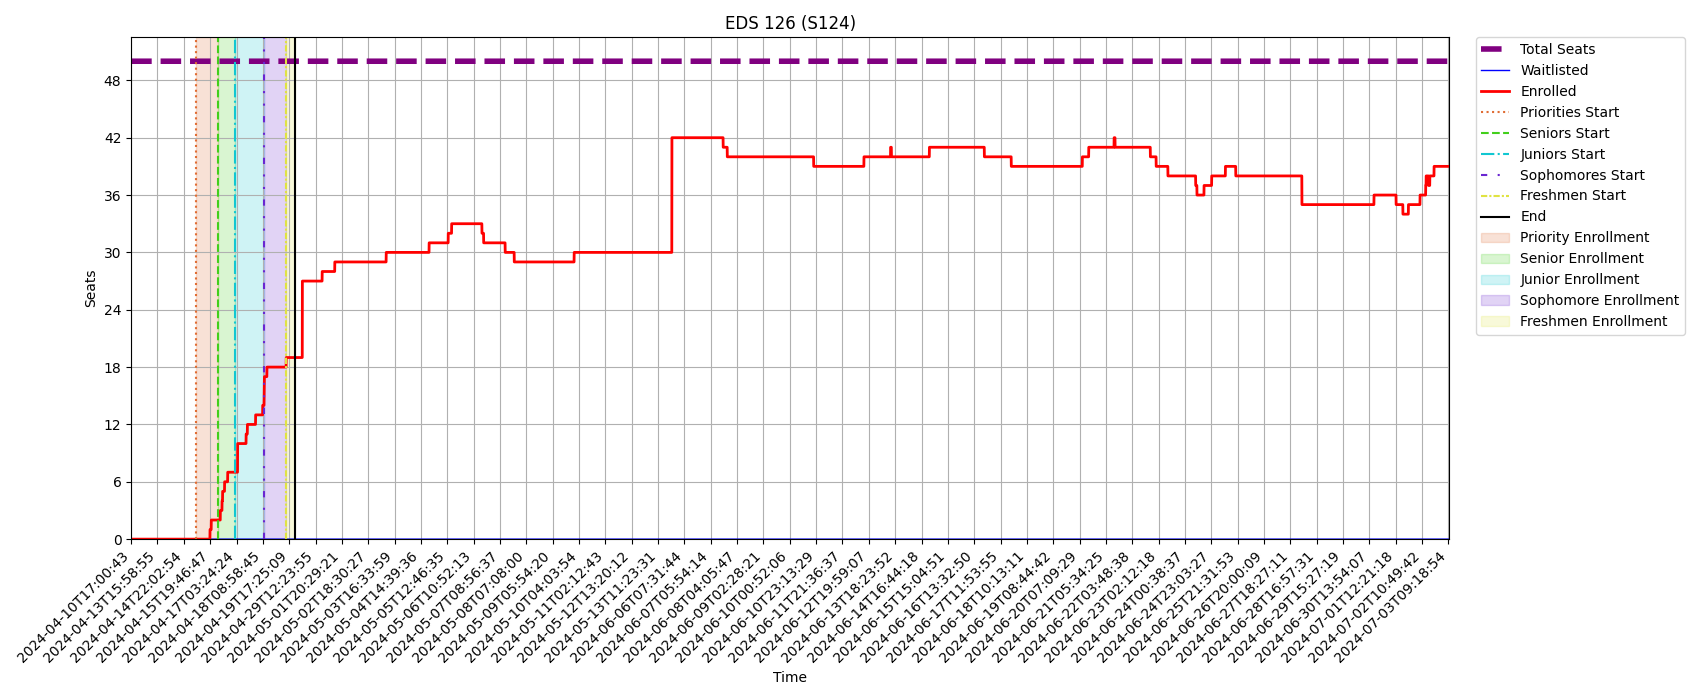 EDS 126 (S124)
Total Seats
Waitlisted
Enrolled
Priorities Start
Seniors Start
Juniors Start
Sophomores Start
Freshmen Start
End
Priority Enrollment
Senior Enrollment
Junior Enrollment
Sophomore Enrollment
Freshmen Enrollment
Seats
48
42
36
30
24
18
12
6
0
2024-04-10T17:00:43
2024-04-13T15:58:55
2024-04-14T22:02:54
2024-04-15T19:46:47
2024-04-17T03:24:24
2024-04-18T08:58:45
2024-04-19T17:25:09
2024-04-29T12:23:55
2024-05-01T20:29:21
2024-05-02T18:30:27
2024-05-03T16:33:59
2024-05-04T14:39:36
2024-05-05T12:46:35
2024-05-06T10:52:13
2024-05-07T08:56:37
2024-05-08T07:08:00
2024-05-09T05:54:20
2024-05-10T04:03:54
2024-05-11T02:12:43
2024-05-12T13:20:12
2024-05-13T11:23:31
2024-06-06T07:31:44
2024-06-07T05:54:14
2024-06-08T04:05:47
2024-06-09T02:28:21
2024-06-10T00:52:06
2024-06-10T23:13:29
2024-06-11T21:36:37
2024-06-12T19:59:07
2024-06-13T18:23:52
2024-06-14T16:44:18
2024-06-15T15:04:51
2024-06-16T13:32:50
2024-06-17T11:53:55
2024-06-18T10:13:11
2024-06-19T08:44:42
2024-06-20T07:09:29
2024-06-21T05:34:25
2024-06-22T03:48:38
2024-06-23T02:12:18
2024-06-24T00:38:37
2024-06-24T23:03:27
2024-06-25T21:31:53
2024-06-26T20:00:09
2024-06-27T18:27:11
2024-06-28T16:57:31
2024-06-29T15:27:19
2024-06-30T13:54:07
2024-07-01T12:21:18
2024-07-02T10:49:42
2024-07-03T09:18:54
Time